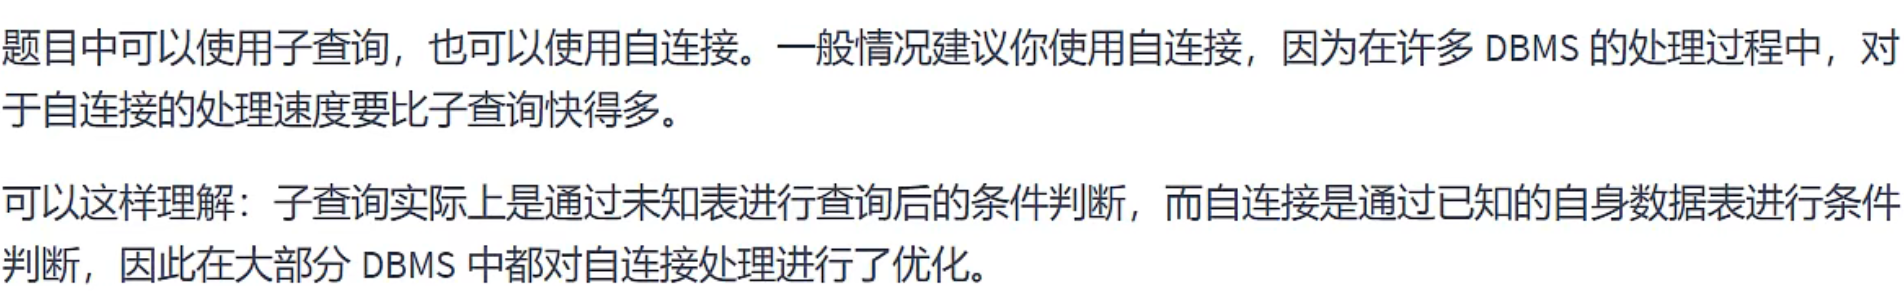 题目中可以使用子查询，也可以使用自连接。一般情况建议你使用自连接，因为在许多 DBMS 的处理过程中，对
于自连接的处理速度要比子查询快得多。
可以这样理解：子查询实际上是通过未知表进行查询后的条件判断，而自连接是通过已知的自身数据表进行条件
判断，因此在大部分 DBMS 中都对自连接处理进行了优化。